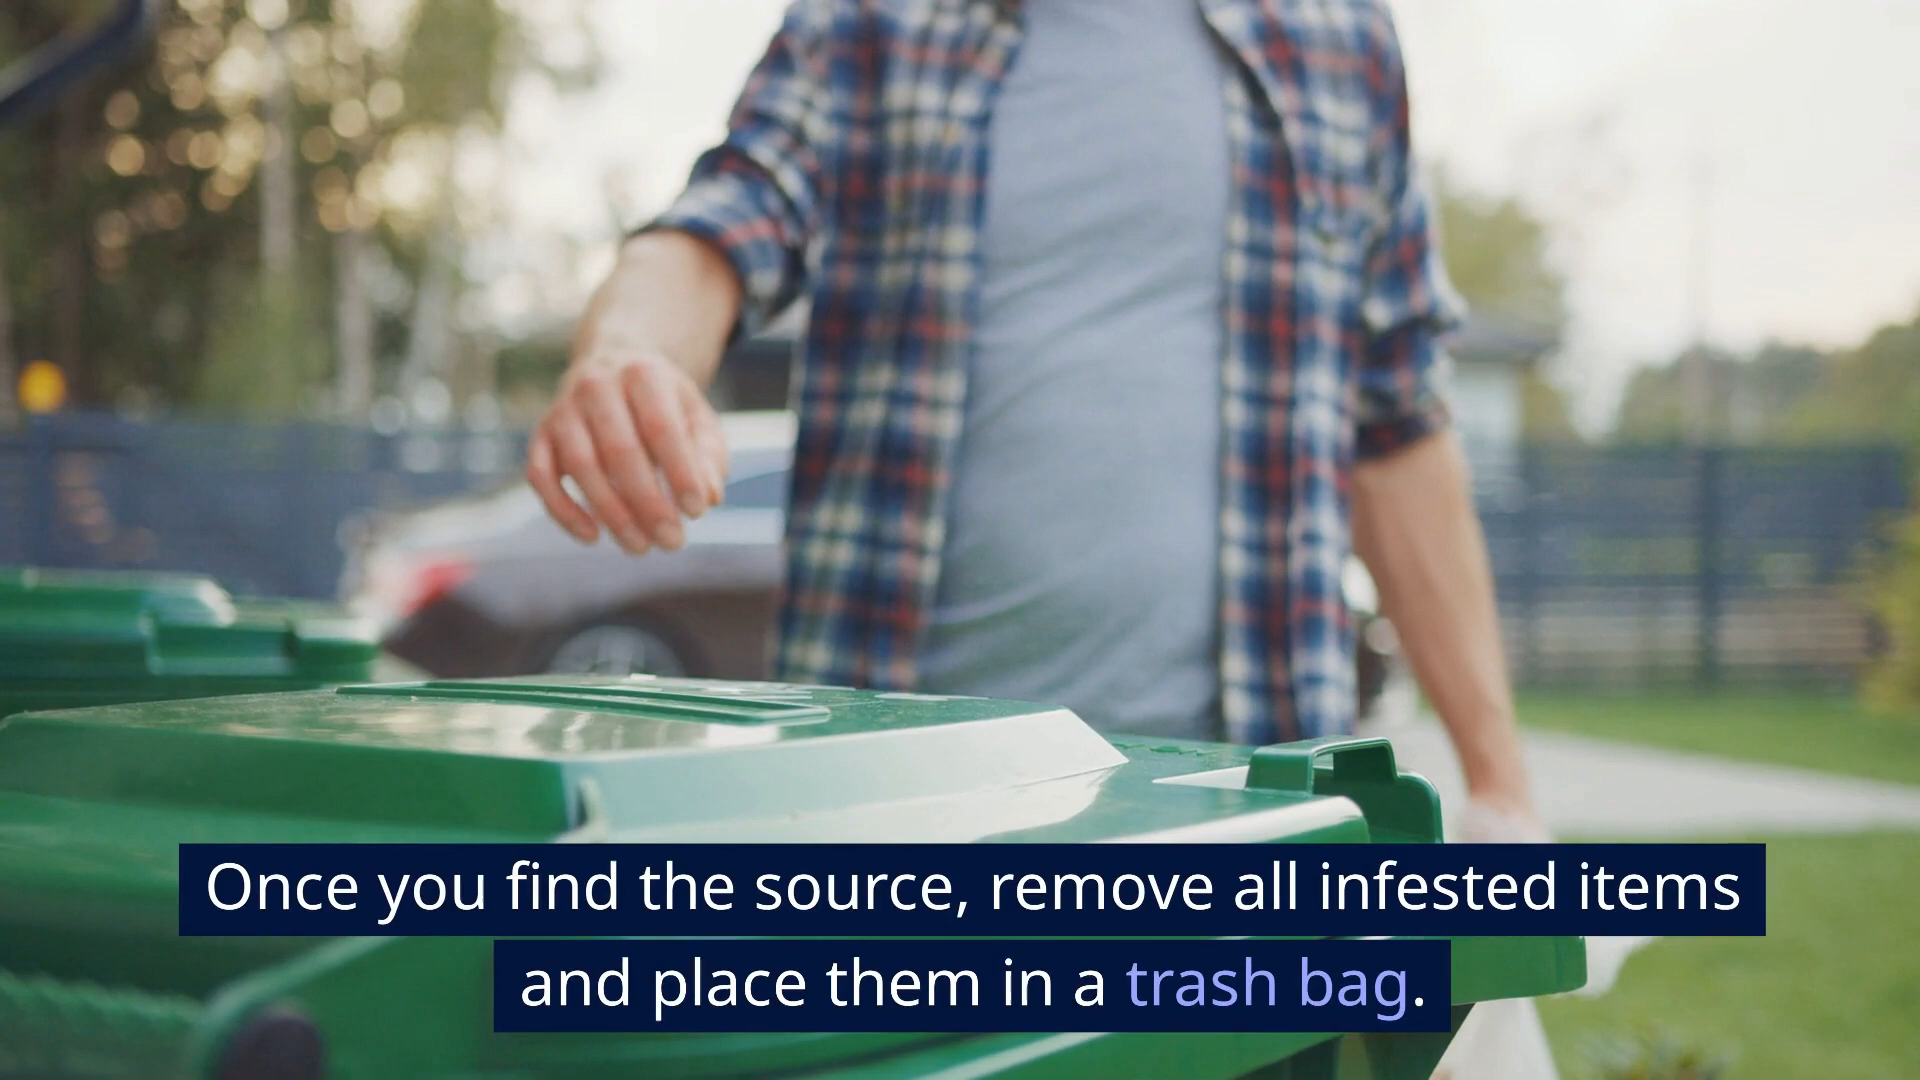 Once you find the source, remove all infested items
and place them in a trash bag.